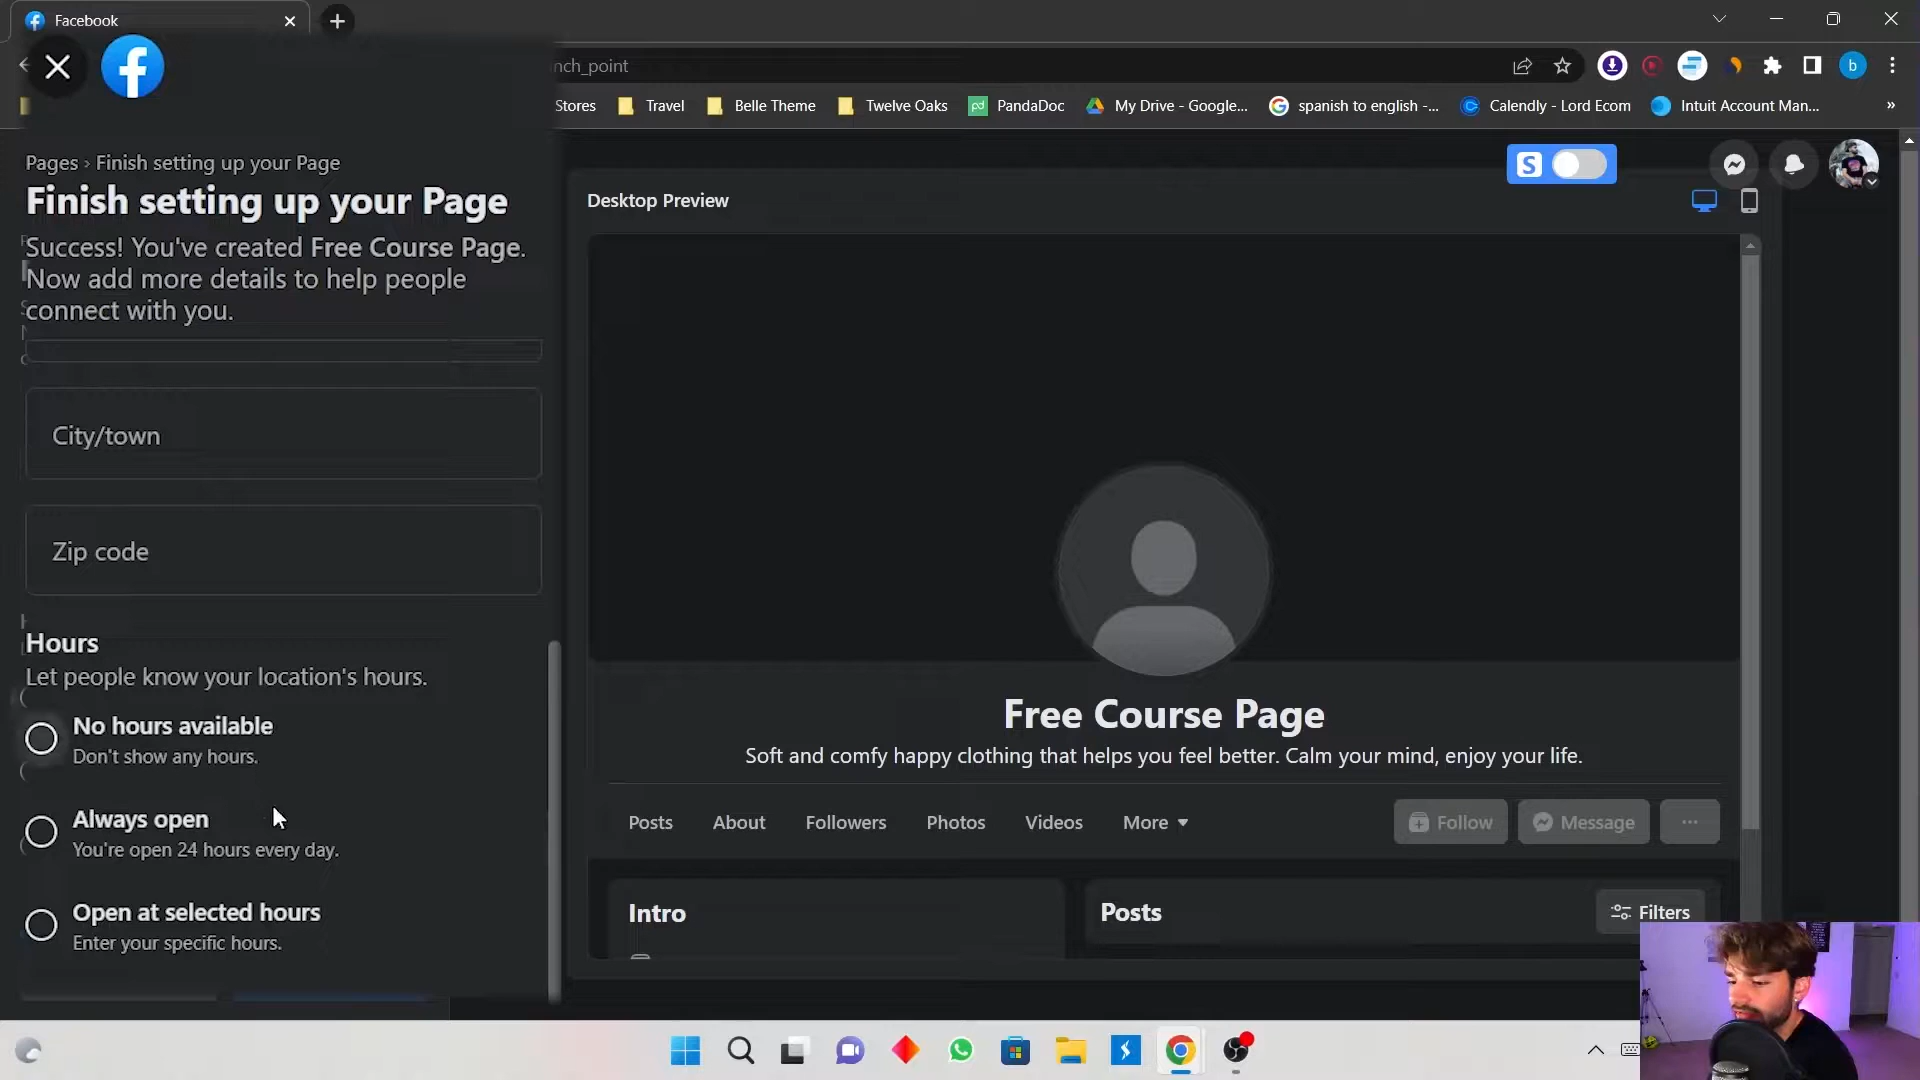 Facebook
nch_point
Stores
Travel
Belle Theme
Twelve Oaks
pd PandaDoc
My Drive - Google...
spanish to english -...
Calendly - Lord Ecom
Intuit Account Man...
»
b
Pages › Finish setting up your Page
Finish setting up your Page
Success! You've created Free Course Page.
Now add more details to help people
connect with you.
City/town
Zip code
Hours
Let people know your location's hours.
No hours available
Don't show any hours.
Always open
You're open 24 hours every day.
Open at selected hours
Enter your specific hours.
S
Desktop Preview
Free Course Page
Soft and comfy happy clothing that helps you feel better. Calm your mind, enjoy your life.
Posts
About
Followers
Photos
Videos
More
Follow
Message
Intro
Posts
Filters